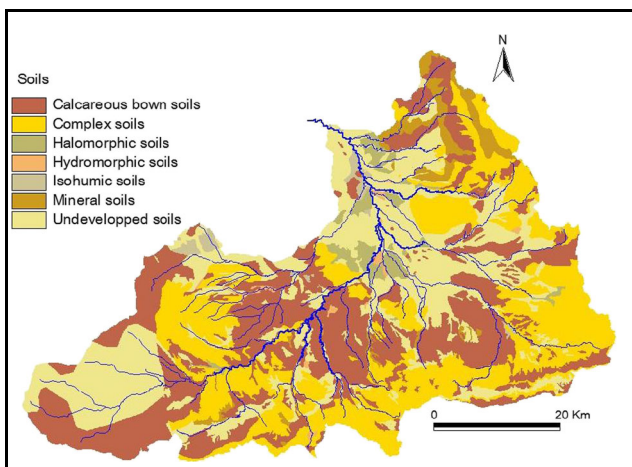 N
Soils
Calcareous bown soils
Complex soils
Halomorphic soils
Hydromorphic soils
Isohumic soils
Mineral soils
Undevelopped soils
0 20 Km